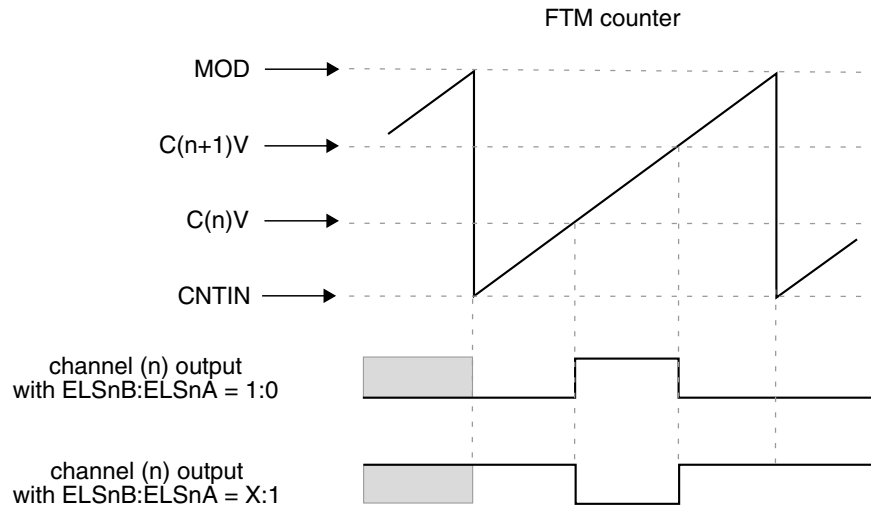 FTM counter
MOD
C(n+1)V
C(n)V
CNTIN
channel (n) output
with ELSnB:ELSnA = 1:0
channel (n) output
with ELSnB:ELSnA = X:1